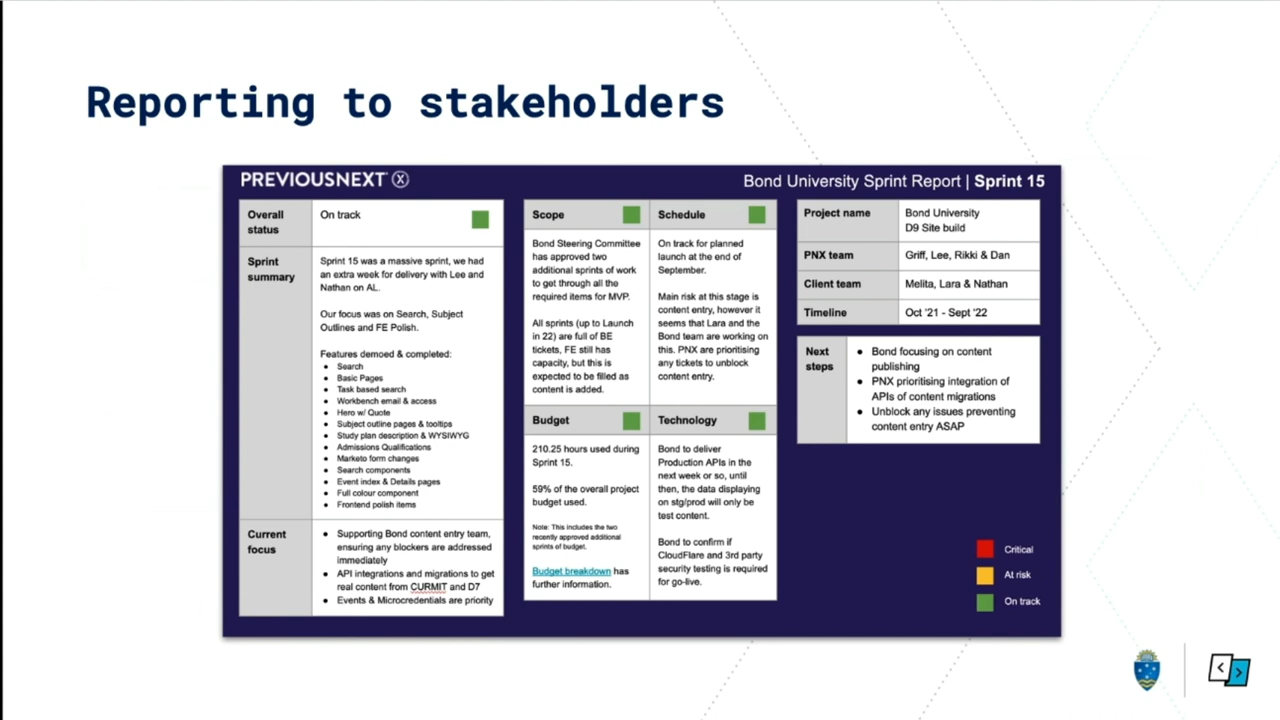 Reporting to stakeholders
PREVIOUSNEXT
Bond University Sprint Report | Sprint 15
Overall
status
On track
Sprint
summary
Sprint 15 was a massive sprint, we had
an extra week for delivery with Lee and
Nathan on AL.
Our focus was on Search, Subject
Outlines and FE Polish.
Features demoed & completed:
• Search
• Basic Pages
• Task based search
• Workbench email & access
• Hero w/ Quote
• Subject outline pages & tooltips
• Study plan description & WYSIWYG
• Admissions Qualifications
• Marketo form changes
• Search components
• Event index & Details pages
• Full colour component
• Frontend polish items
Current
focus
• Supporting Bond content entry team,
ensuring any blockers are addressed
immediately
• API integrations and migrations to get
real content from CURMIT and D7
• Events & Microcredentials are priority
Scope
Bond Steering Committee
has approved two
additional sprints of work
to get through all the
required items for MVP.
All sprints (up to Launch
in 22) are full of BE
tickets, FE still has
capacity, but this is
expected to be filled as
content is added.
Schedule
On track for planned
launch at the end of
September.
Main risk at this stage is
content entry, however it
seems that Lara and the
Bond team are working on
this. PNX are prioritising
any tickets to unblock
content entry.
Budget
210.25 hours used during
Sprint 15.
59% of the overall project
budget used.
Note: This includes the two
recently approved additional
sprints of budget.
Budget breakdown has
further information.
Technology
Bond to deliver
Production APIs in the
next week or so, until
then, the data displaying
on stg/prod will only be
test content.
Bond to confirm if
CloudFlare and 3rd party
security testing is required
for go-live.
Project name
Bond University
D9 Site build
PNX team
Griff, Lee, Rikki & Dan
Client team
Melita, Lara & Nathan
Timeline
Oct '21 - Sept '22
Next
steps
• Bond focusing on content
publishing
• PNX prioritising integration of
APIs of content migrations
• Unblock any issues preventing
content entry ASAP
Critical
At risk
On track